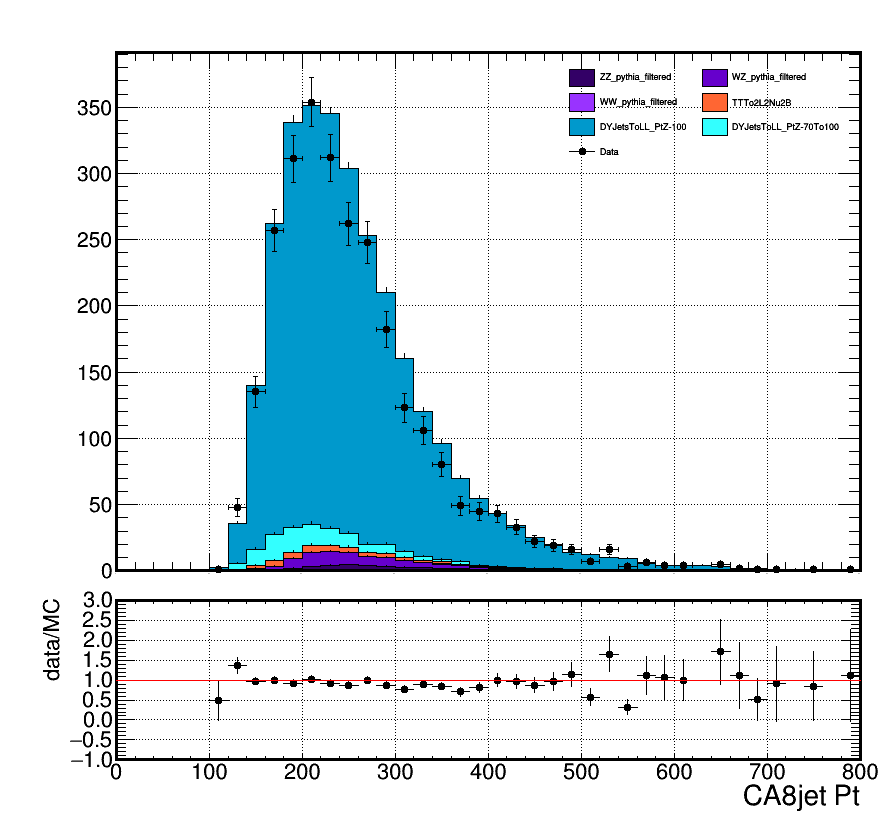 ZZ_pythia_filtered WZ_pythia_filtered
WW_pythia_filtered TTTo2L2Nu2B
DYJetsToLL_PtZ-100 DYJetsToLL_PtZ-70To100
Data
350
300
250
200
150
100
50
0
data/MC
3.0
2.5
2.0
1.5
1.0
0.5
0.0
−0.5
−1.0
0 100 200 300 400 500 600 700 800
CA8jet Pt